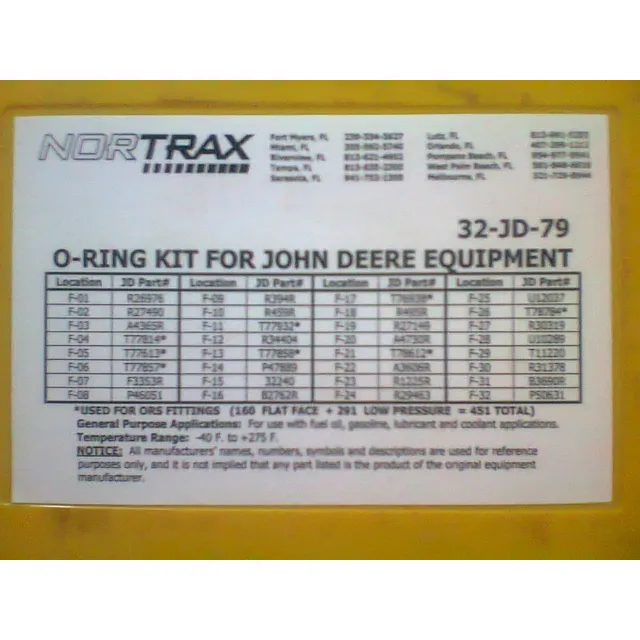 NORTRAX
Fort Myers, FL Lutz, FL
Miami, FL Orlando, FL
Riverview, FL Pompano Beach, FL
Tampa, FL West Palm Beach, FL
Sarasota, FL Melbourne, FL
32-JD-79
O-RING KIT FOR JOHN DEERE EQUIPMENT
Location JD Part# Location JD Part# Location JD Part# Location JD Part#
F-01 R26976 F-09 R394R F-17 F-25 U12037
F-02 R27490 F-10 R459R F-18 F-26 T78784*
F-03 A4365R F-11 T77932* F-19 R27149 F-27 R30319
F-04 T77814* F-12 R34404 F-20 A4730R F-28 U10289
F-05 T77613* F-13 T77858* F-21 T78612* F-29 T11220
F-06 T77857* F-14 P47889 F-22 A3606R F-30 R31378
F-07 F3353R F-15 32240 F-23 R1225R F-31 B3690R
F-08 P46051 F-16 B2762R F-24 R29463 F-32 P50631
*USED FOR ORS FITTINGS (160 FLAT FACE + 291 LOW PRESSURE = 451 TOTAL)
General Purpose Applications: For use with fuel oil, gasoline, lubricant and coolant applications.
Temperature Range: -40 F. to +275 F.
NOTICE: All manufacturers' names, numbers, symbols and descriptions are used for reference
purposes only, and it is not implied that any part listed is the product of the original equipment
manufacturer.